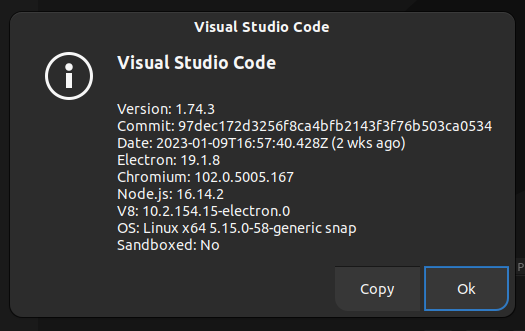 Visual Studio Code
Visual Studio Code
Version: 1.74.3
Commit: 97dec172d3256f8ca4bfb2143f3f76b503ca0534
Date: 2023-01-09T16:57:40.428Z (2 wks ago)
Electron: 19.1.8
Chromium: 102.0.5005.167
Node.js: 16.14.2
V8: 10.2.154.15-electron.0
OS: Linux x64 5.15.0-58-generic snap
Sandboxed: No
P
Copy Ok